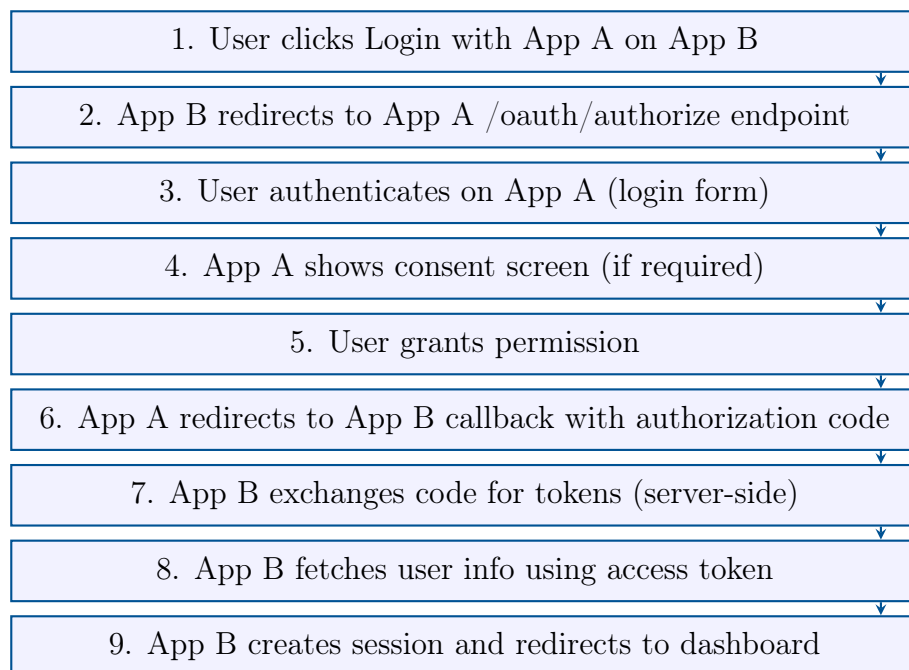 1. User clicks Login with App A on App B
2. App B redirects to App A /oauth/authorize endpoint
3. User authenticates on App A (login form)
4. App A shows consent screen (if required)
5. User grants permission
6. App A redirects to App B callback with authorization code
7. App B exchanges code for tokens (server-side)
8. App B fetches user info using access token
9. App B creates session and redirects to dashboard